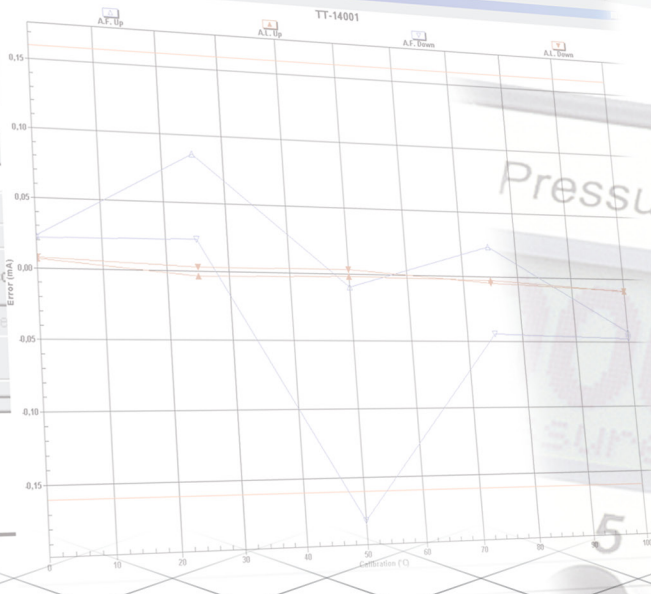 TT-14001
A.F. Up
A.L. Up
A.F. Down
A.L. Down
0,15
0,10
0,05
0,00
-0,05
-0,10
-0,15
Error (mA)
0 10 20 30 40 50 60 70 80 90 100
Calibration (°C)
Pressu
5